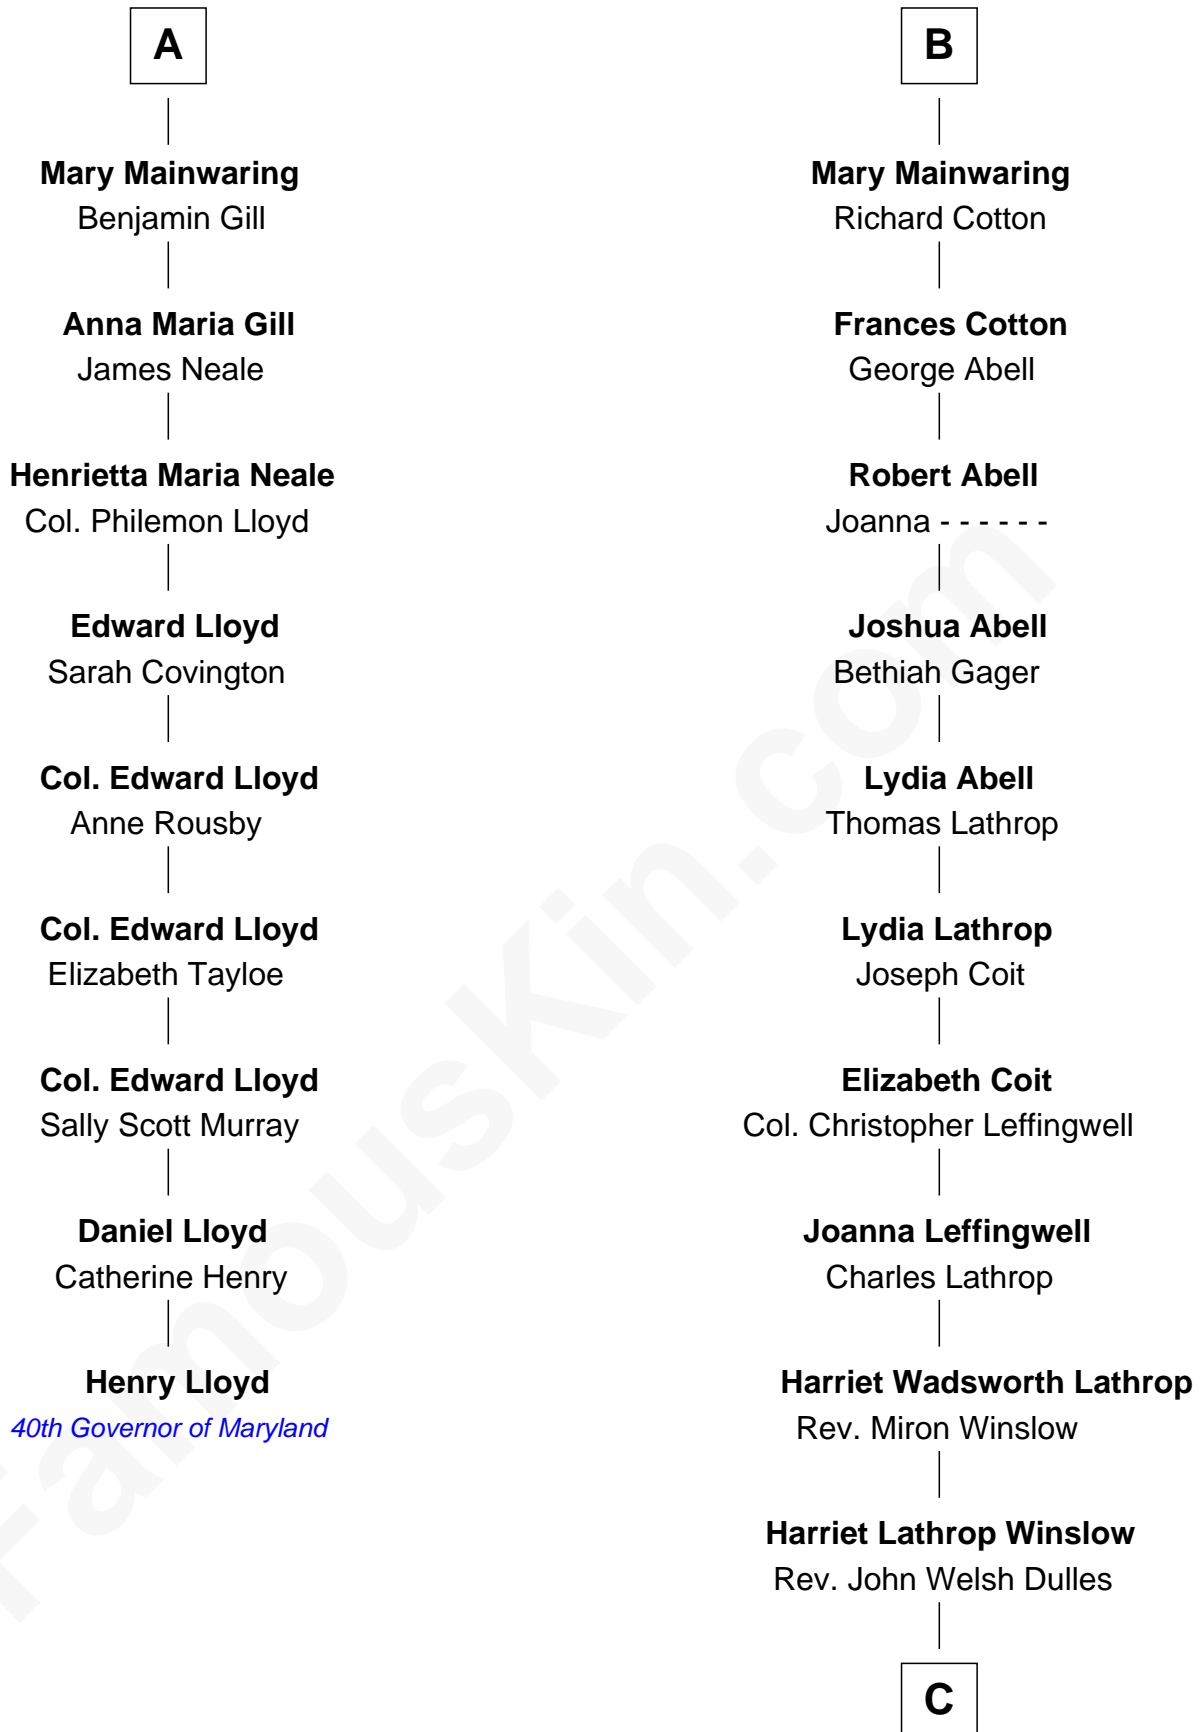 A
Mary Mainwaring
Benjamin Gill
Anna Maria Gill
James Neale
Henrietta Maria Neale
Col. Philemon Lloyd
Edward Lloyd
Sarah Covington
Col. Edward Lloyd
Anne Rousby
Col. Edward Lloyd
Elizabeth Tayloe
Col. Edward Lloyd
Sally Scott Murray
Daniel Lloyd
Catherine Henry
Henry Lloyd
40th Governor of Maryland
B
Mary Mainwaring
Richard Cotton
Frances Cotton
George Abell
Robert Abell
Joanna - - - - - -
Joshua Abell
Bethiah Gager
Lydia Abell
Thomas Lathrop
Lydia Lathrop
Joseph Coit
Elizabeth Coit
Col. Christopher Leffingwell
Joanna Leffingwell
Charles Lathrop
Harriet Wadsworth Lathrop
Rev. Miron Winslow
Harriet Lathrop Winslow
Rev. John Welsh Dulles
C
FamousKin.com